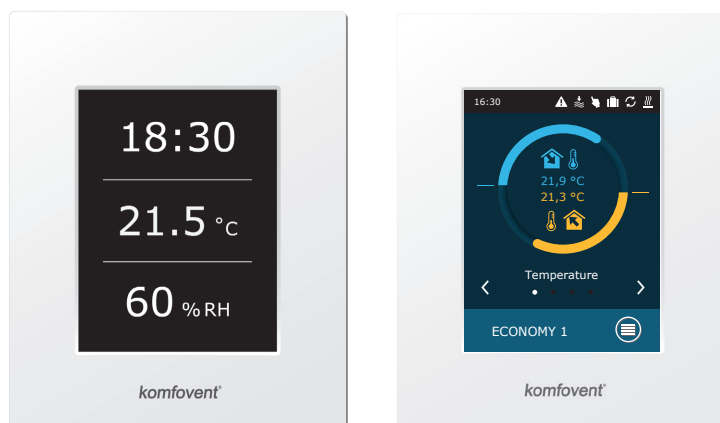 18:30
21.5 °C
60 % RH
komfovent®
16:30
21,9 °C
21,3 °C
Temperature
ECONOMY 1
komfovent®